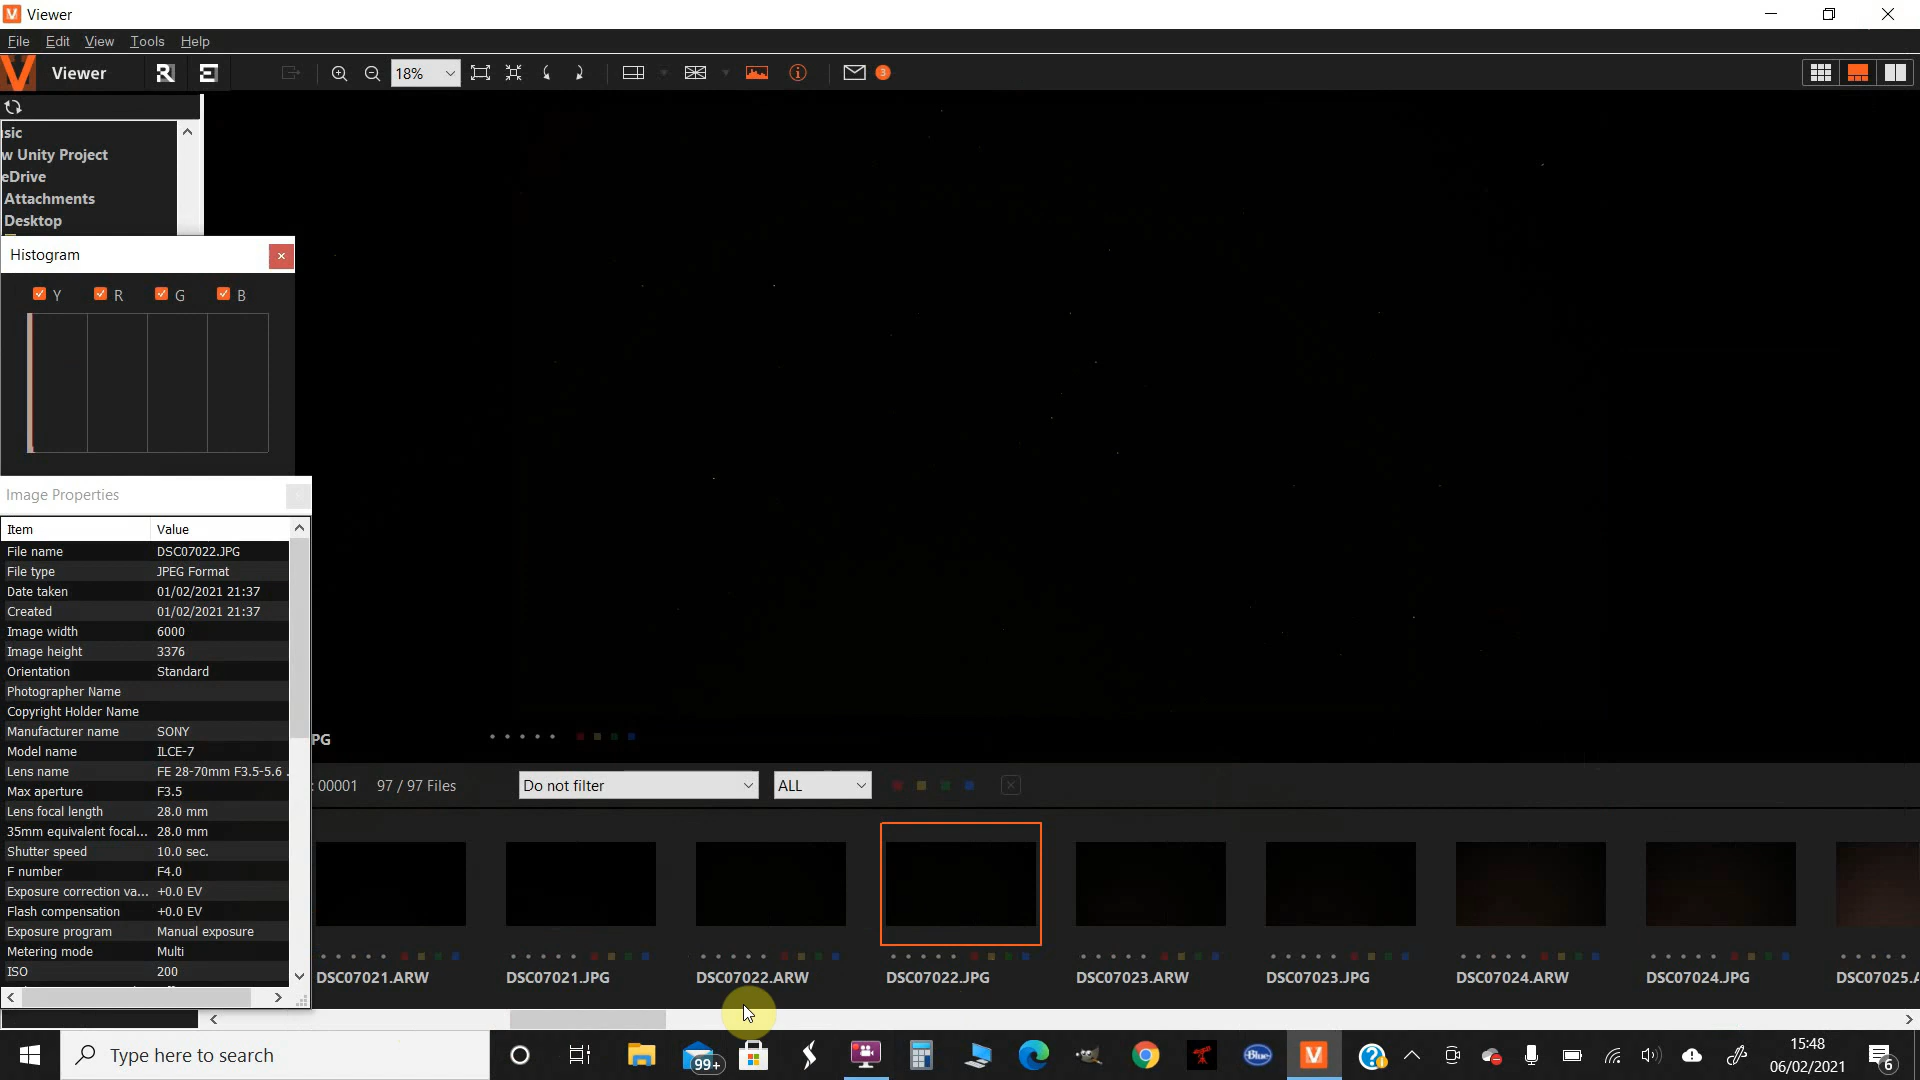 Viewer
File Edit View Tools Help
Viewer
18%
3
sic
w Unity Project
eDrive
Attachments
Desktop
Histogram
Y R G B
Image Properties
Item Value
File name DSC07022.JPG
File type JPEG Format
Date taken 01/02/2021 21:37
Created 01/02/2021 21:37
Image width 6000
Image height 3376
Orientation Standard
Photographer Name
Copyright Holder Name
Manufacturer name SONY
Model name ILCE-7
Lens name FE 28-70mm F3.5-5.6
Max aperture F3.5
Lens focal length 28.0 mm
35mm equivalent focal... 28.0 mm
Shutter speed 10.0 sec.
F number F4.0
Exposure correction va... +0.0 EV
Flash compensation +0.0 EV
Exposure program Manual exposure
Metering mode Multi
ISO 200
PG
: 00001 97 / 97 Files Do not filter ALL
DSC07021.ARW DSC07021.JPG DSC07022.ARW DSC07022.JPG DSC07023.ARW DSC07023.JPG DSC07024.ARW DSC07024.JPG DSC07025.A
Type here to search
99+
Blue
15:48
06/02/2021
6